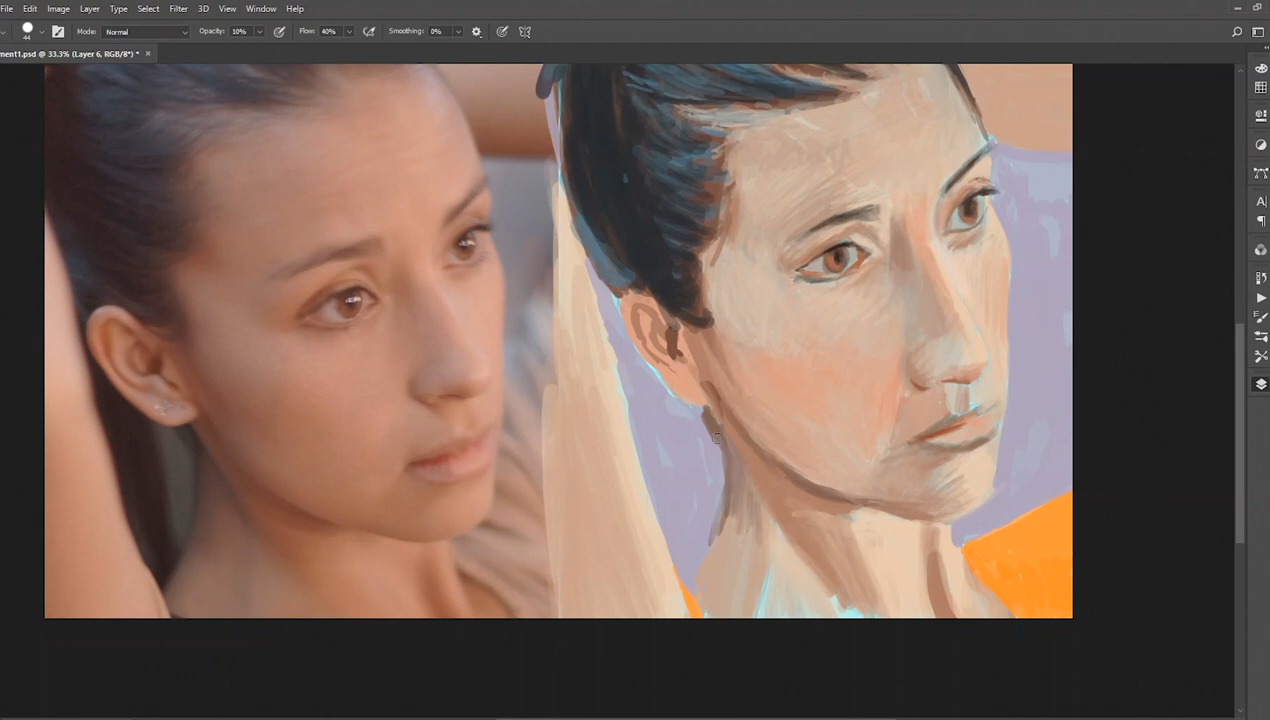 File Edit Image Layer Type Select Filter 3D View Window Help
44 Mode: Normal Opacity: 10% Flow: 40% Smoothing: 0%
ment1.psd @ 33.3% (Layer 6, RGB/8*) * ×